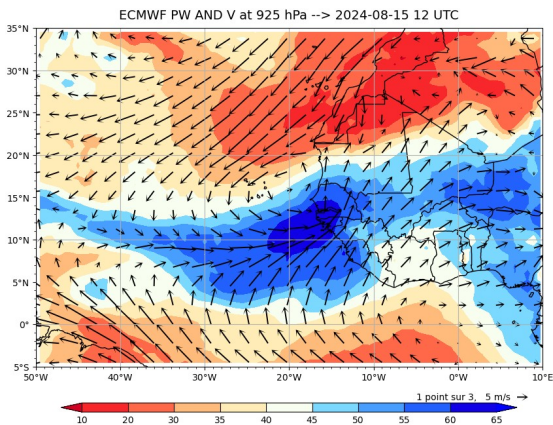 ECMWF PW AND V at 925 hPa --> 2024-08-15 12 UTC
35°N
30°N
25°N
20°N
15°N
10°N
5°N
0°
5°S
50°W 40°W 30°W 20°W 10°W 0°W 10°E
1 point sur 3, 5 m/s
10 20 30 35 40 45 50 55 60 65